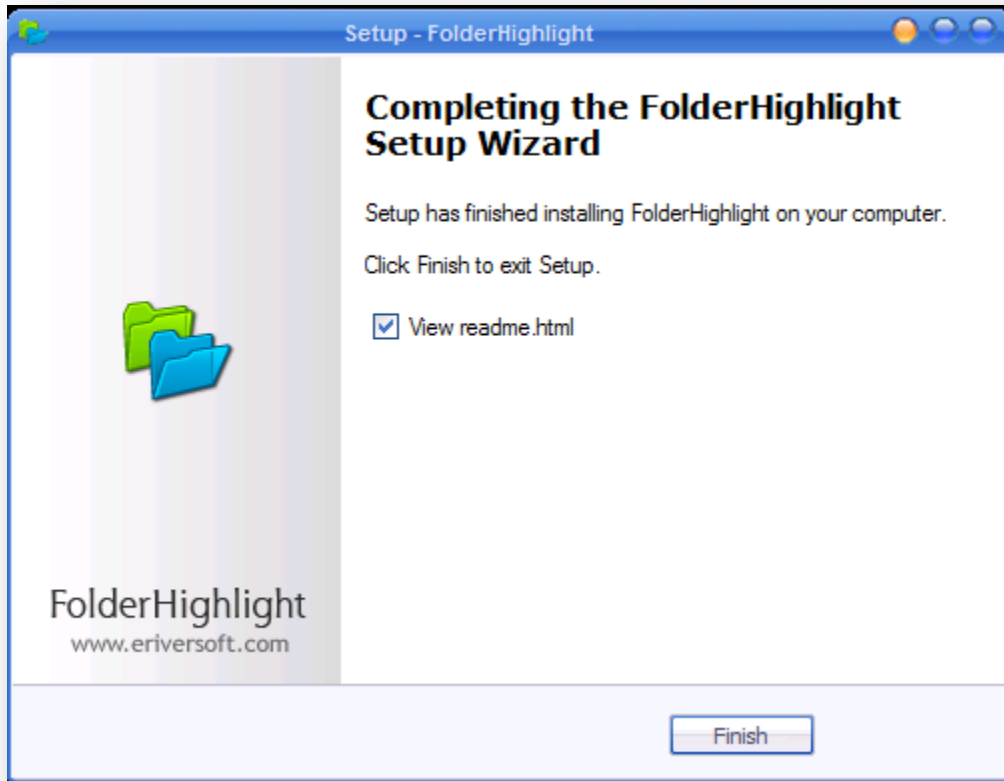 Setup - FolderHighlight
Completing the FolderHighlight
Setup Wizard
Setup has finished installing FolderHighlight on your computer.
Click Finish to exit Setup.
View readme.html
FolderHighlight
www.eriversoft.com
Finish